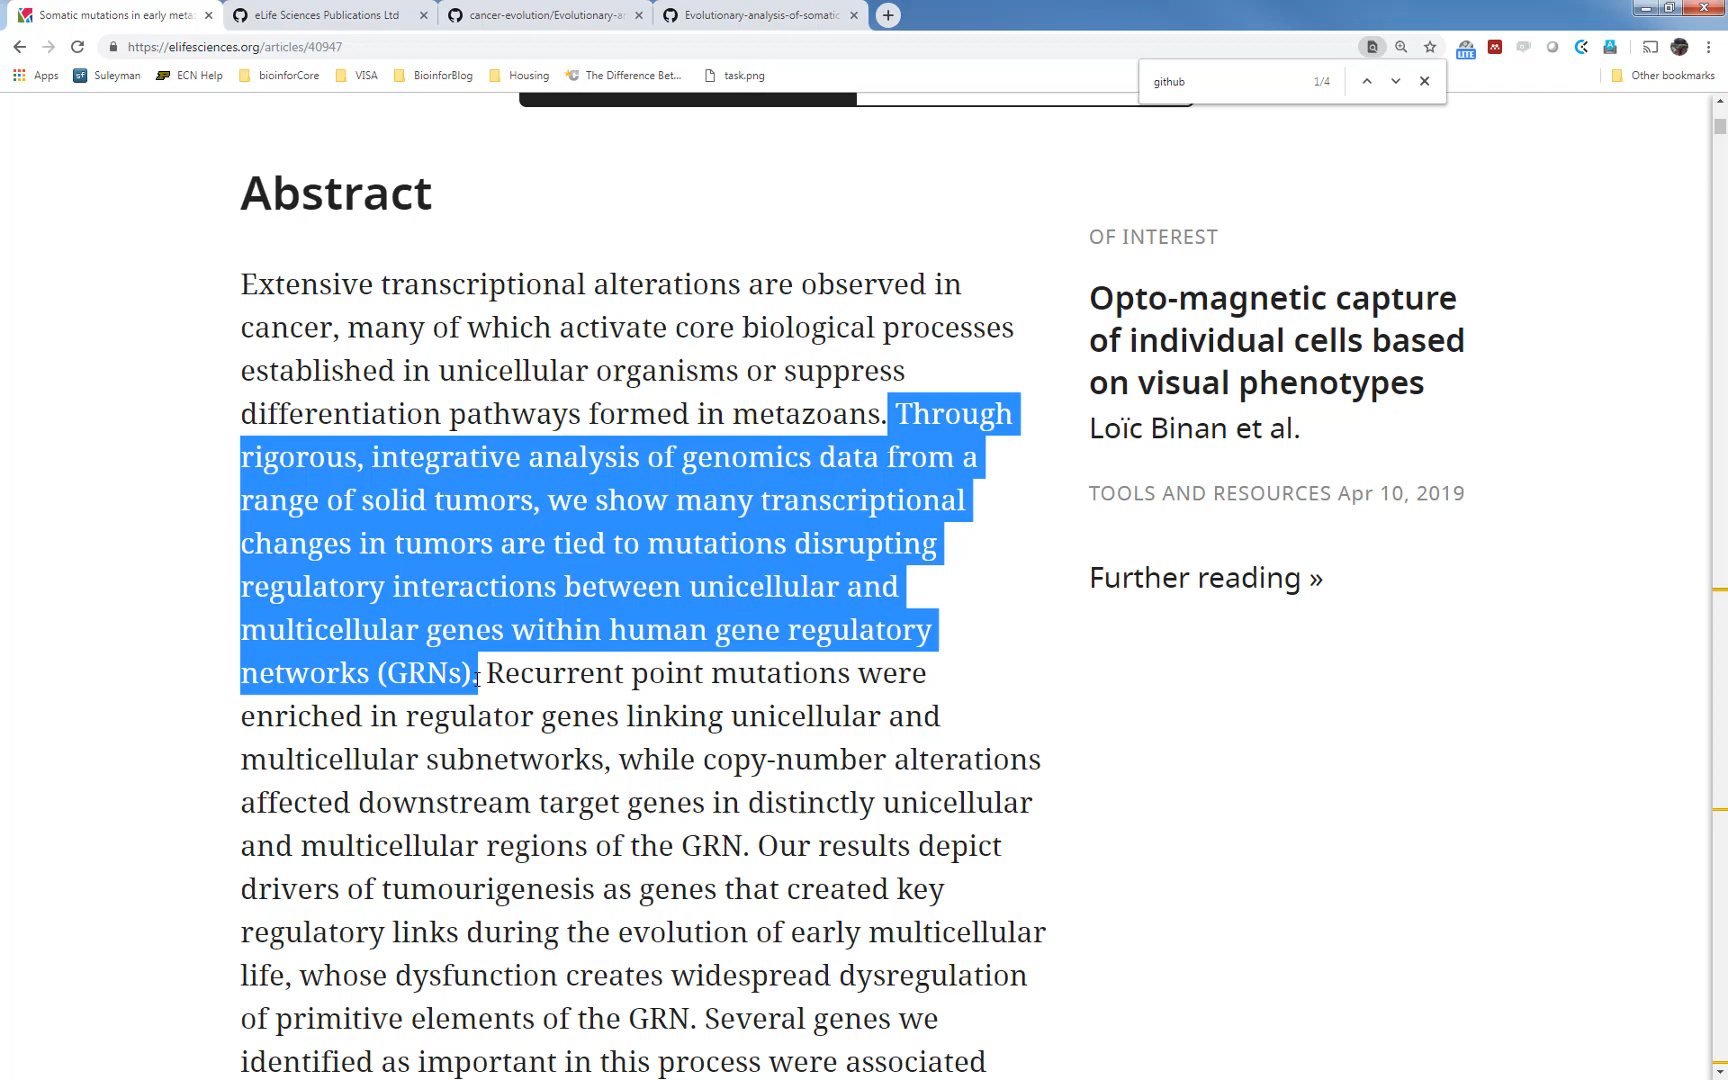 Somatic mutations in early meta
eLife Sciences Publications Ltd
cancer-evolution/Evolutionary-an
Evolutionary-analysis-of-somatic
https://elifesciences.org/articles/40947
Apps
Suleyman
ECN Help
bioinforCore
VISA
BioinforBlog
Housing
The Difference Bet...
task.png
github
1/4
Other bookmarks
LITE
Abstract
Extensive transcriptional alterations are observed in
cancer, many of which activate core biological processes
established in unicellular organisms or suppress
differentiation pathways formed in metazoans. Through
rigorous, integrative analysis of genomics data from a
range of solid tumors, we show many transcriptional
changes in tumors are tied to mutations disrupting
regulatory interactions between unicellular and
multicellular genes within human gene regulatory
networks (GRNs). Recurrent point mutations were
enriched in regulator genes linking unicellular and
multicellular subnetworks, while copy-number alterations
affected downstream target genes in distinctly unicellular
and multicellular regions of the GRN. Our results depict
drivers of tumourigenesis as genes that created key
regulatory links during the evolution of early multicellular
life, whose dysfunction creates widespread dysregulation
of primitive elements of the GRN. Several genes we
identified as important in this process were associated
OF INTEREST
Opto-magnetic capture
of individual cells based
on visual phenotypes
Loïc Binan et al.
TOOLS AND RESOURCES Apr 10, 2019
Further reading »